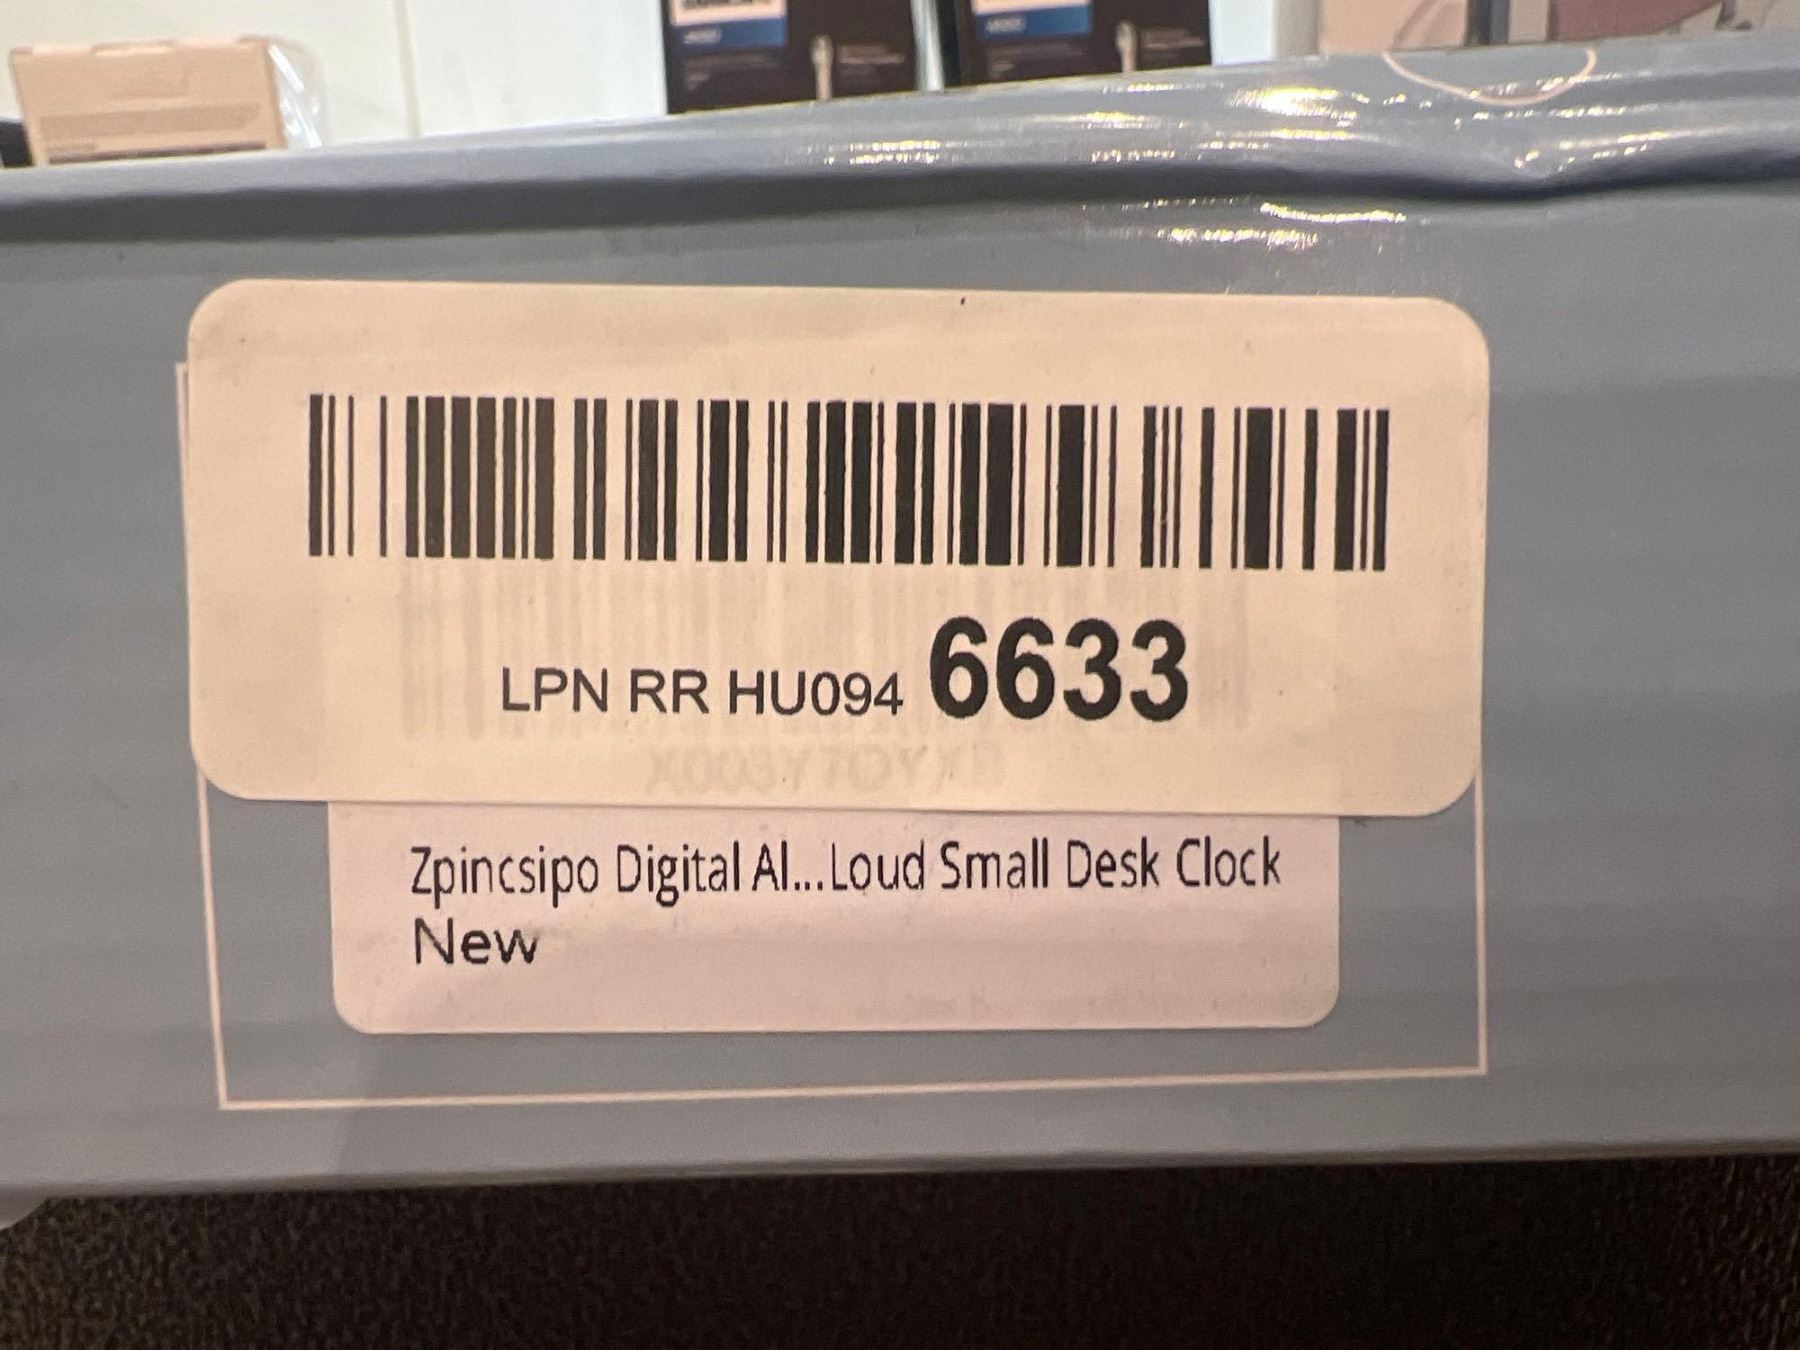 LPN RR HU094 6633
Zpincsipo Digital Al...Loud Small Desk Clock
New